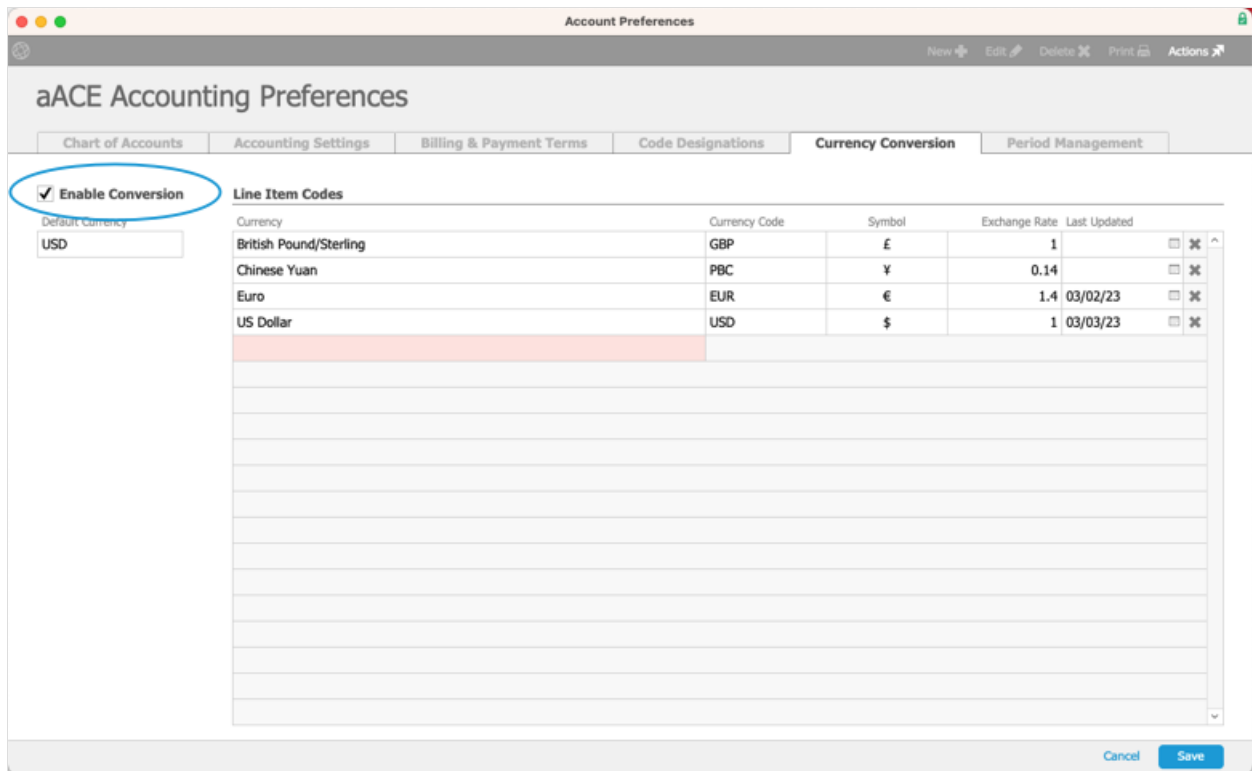 Account Preferences
New Edit Delete Print Actions
aACE Accounting Preferences
Chart of Accounts Accounting Settings Billing & Payment Terms Code Designations Currency Conversion Period Management
Enable Conversion Line Item Codes
Default Currency Currency Currency Code Symbol Exchange Rate Last Updated
USD British Pound/Sterling GBP £ 1
Chinese Yuan PBC ¥ 0.14
Euro EUR € 1.4 03/02/23
US Dollar USD $ 1 03/03/23
Cancel Save